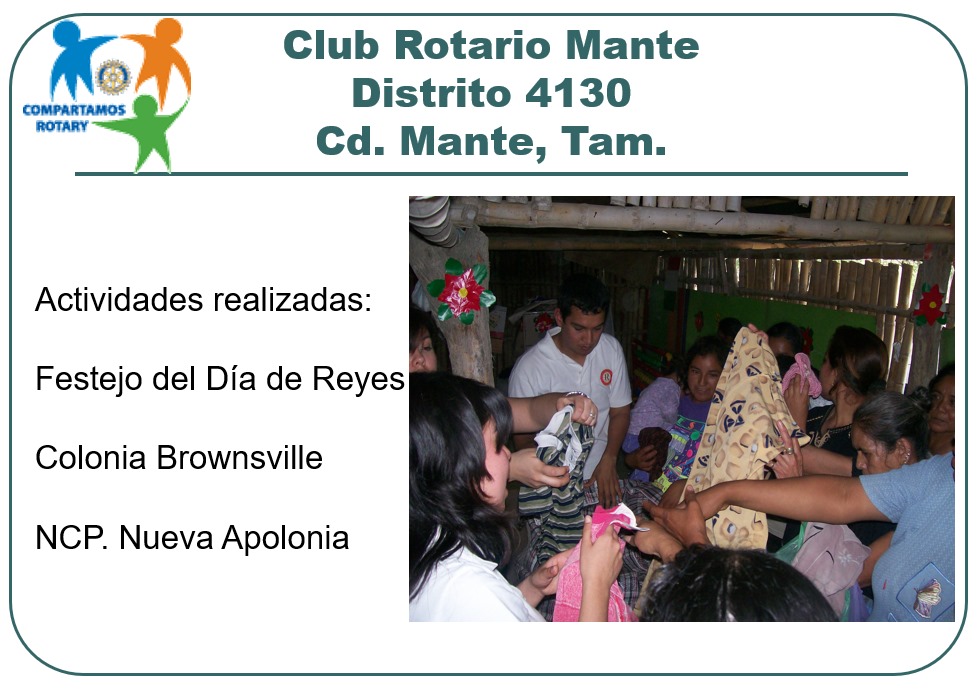 COMPARTAMOS
ROTARY
Club Rotario Mante
Distrito 4130
Cd. Mante, Tam.
Actividades realizadas:
Festejo del Día de Reyes
Colonia Brownsville
NCP. Nueva Apolonia